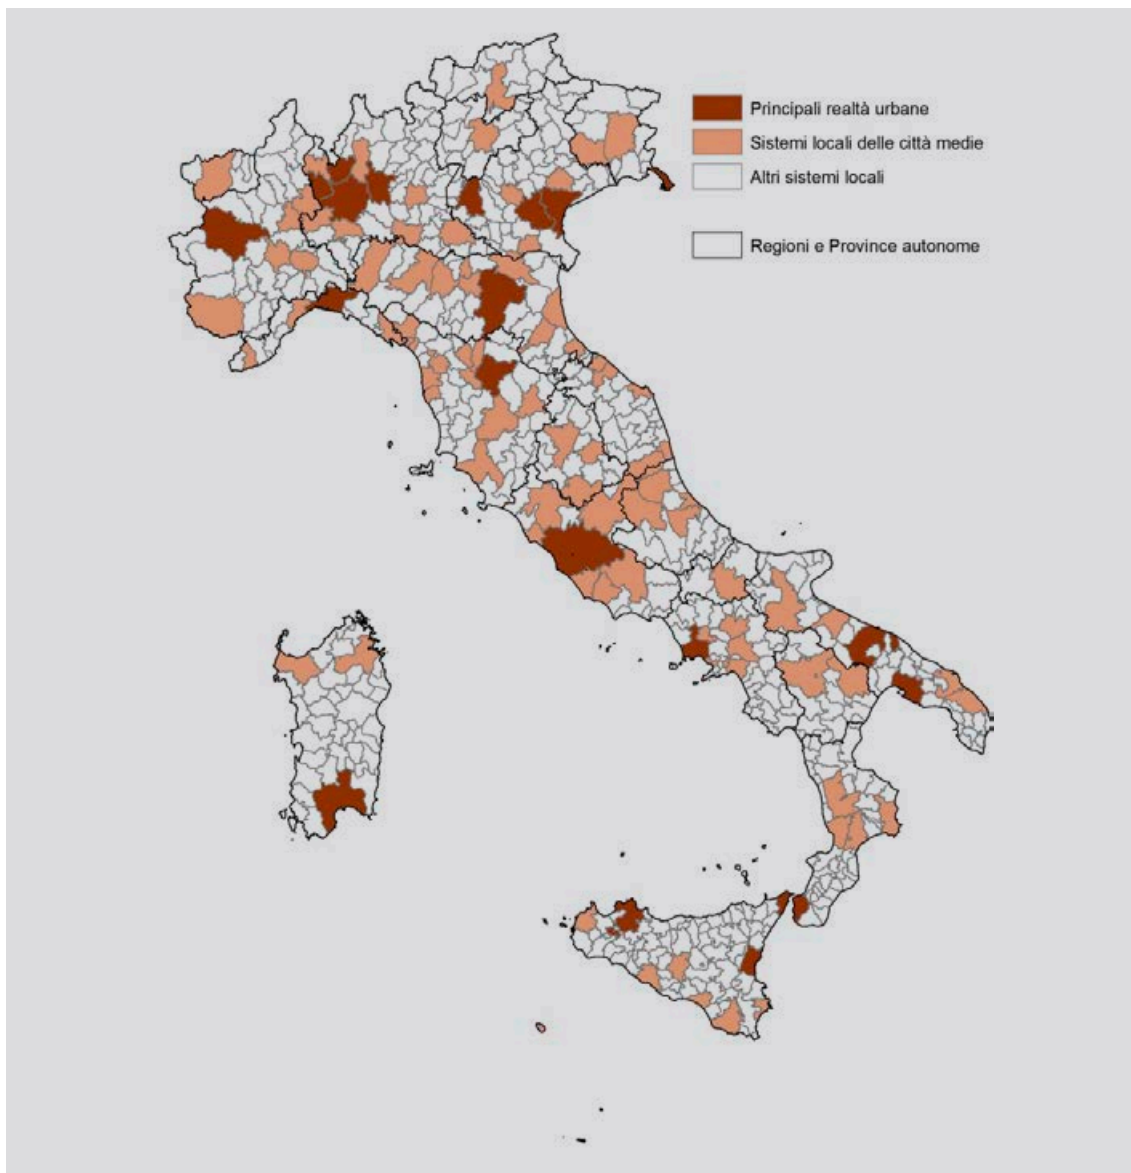 Principali realtà urbane
Sistemi locali delle città medie
Altri sistemi locali
Regioni e Province autonome